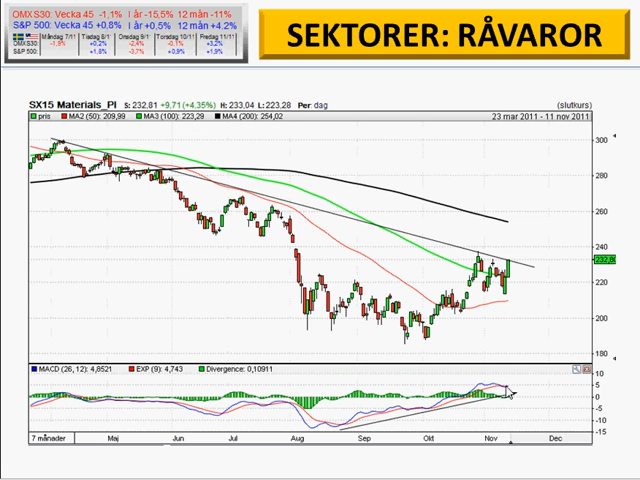 OMXS30: Vecka 45 -1,1% I år -15,5% 12 mån -11%
S&P 500: Vecka 45 +0,8% I år +0,5% 12 mån +4.2%
Måndag 7/11 Tisdag 8/11 Onsdag 9/11 Torsdag 10/11 Fredag 11/11
OMXS30: -1,9% +0,2% -2,4% -0,1% +3,2%
S&P 500: +1,8% -3,7% +0,9% +1,9%
SEKTORER: RÅVAROR
SX15 Materials_PI S: 232,81 +9,71 (+4,35%) H: 233,04 L: 223,28 Per: dag (slutkurs)
pris MA2 (50): 209,99 MA3 (100): 223,29 MA4 (200): 254,02 23 mar 2011 - 11 nov 2011
300
280
260
240
220
200
180
MACD (26, 12): 4,8521 EXP (9): 4,743 Divergence: 0,10911
10
5
0
-5
-10
-15
7 månader Maj Jun Jul Aug Sep Okt Nov Dec